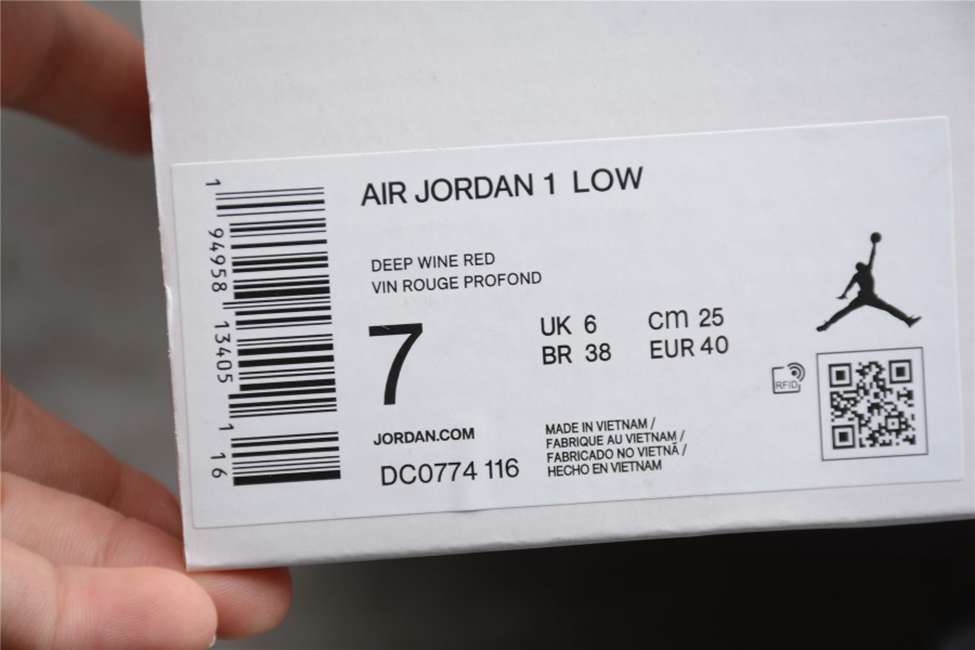 AIR JORDAN 1 LOW
DEEP WINE RED
VIN ROUGE PROFOND
7
UK 6 cm 25
BR 38 EUR 40
RFID
JORDAN.COM
DC0774 116
MADE IN VIETNAM /
FABRIQUE AU VIETNAM /
FABRICADO NO VIETNÃ /
HECHO EN VIETNAM
1 94958 13405 1 16